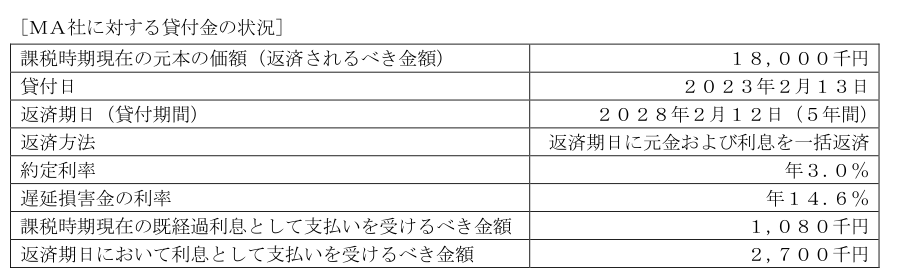 ［ＭＡ社に対する貸付金の状況］
課税時期現在の元本の価額（返済されるべき金額） １８,０００千円
貸付日 ２０２３年２月１３日
返済期日（貸付期間） ２０２８年２月１２日（５年間）
返済方法 返済期日に元金および利息を一括返済
約定利率 年３.０％
遅延損害金の利率 年１４.６％
課税時期現在の既経過利息として支払いを受けるべき金額 １,０８０千円
返済期日において利息として支払いを受けるべき金額 ２,７００千円